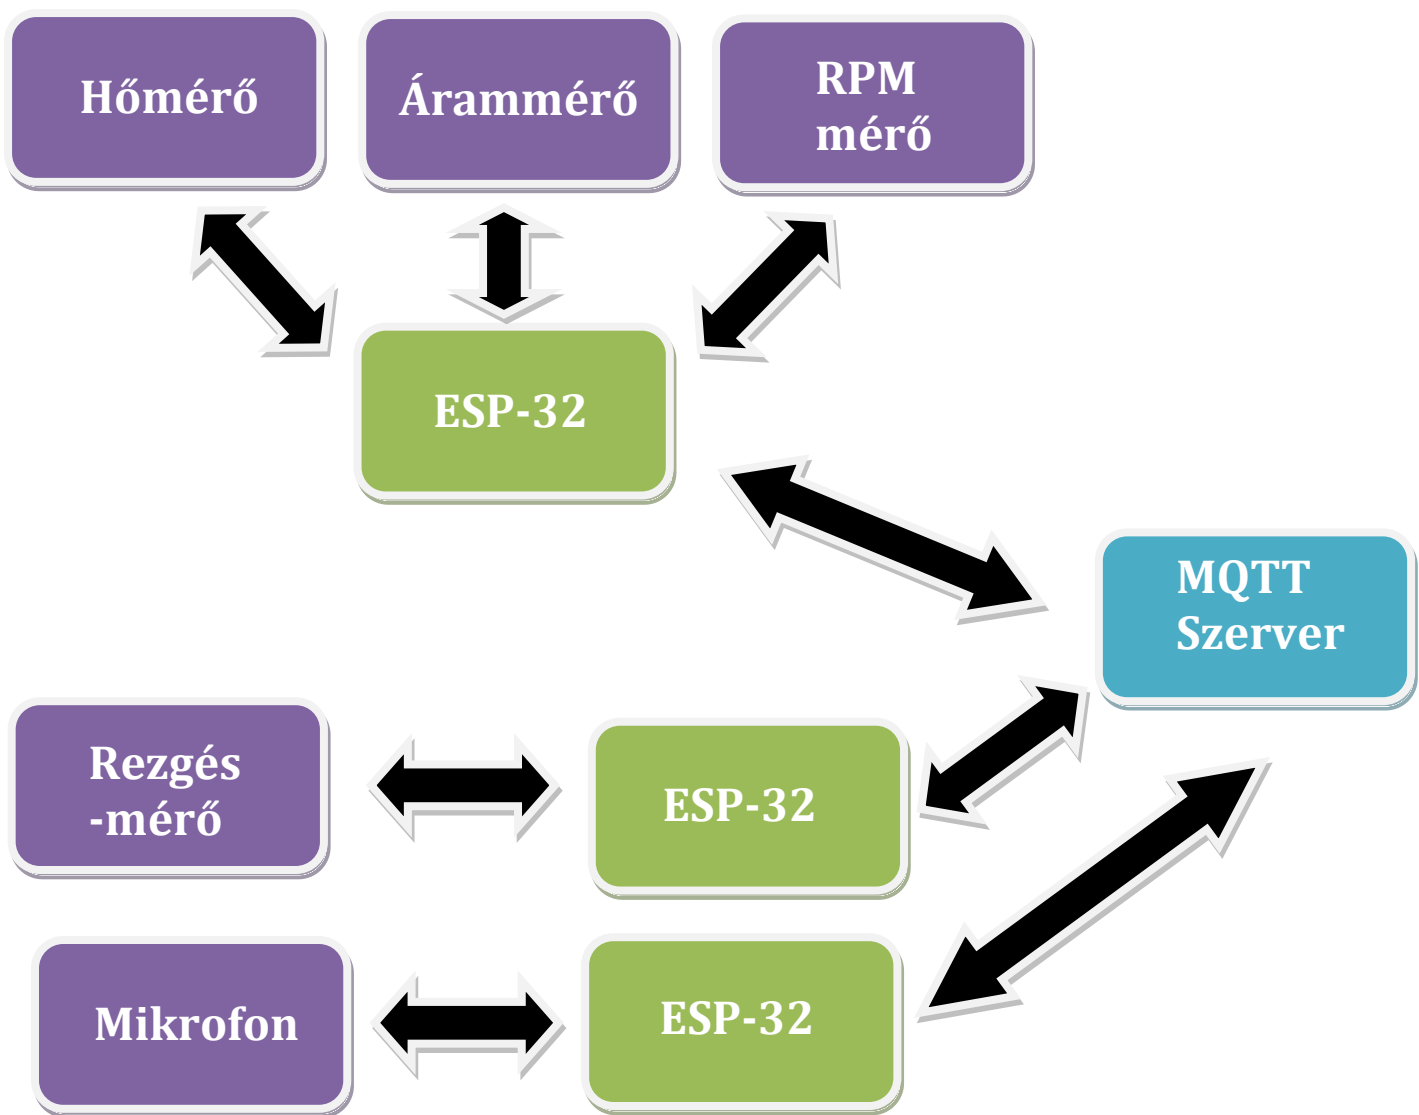 Hőmérő
Árammérő
RPM
mérő
ESP-32
MQTT
Szerver
Rezgés
-mérő
ESP-32
Mikrofon
ESP-32